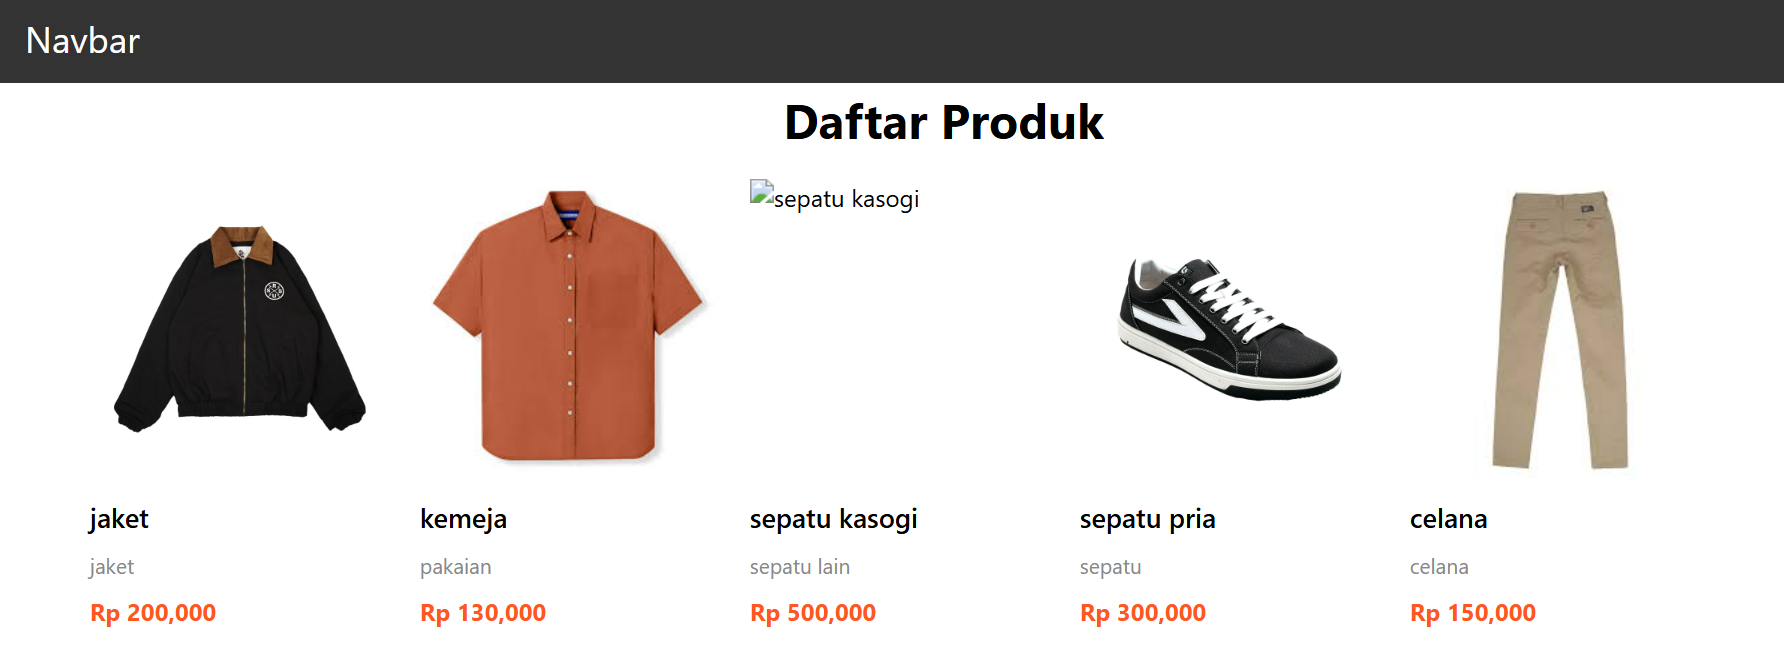 Navbar
Daftar Produk
sepatu kasogi
jaket
jaket
Rp 200,000
kemeja
pakaian
Rp 130,000
sepatu kasogi
sepatu lain
Rp 500,000
sepatu pria
sepatu
Rp 300,000
celana
celana
Rp 150,000